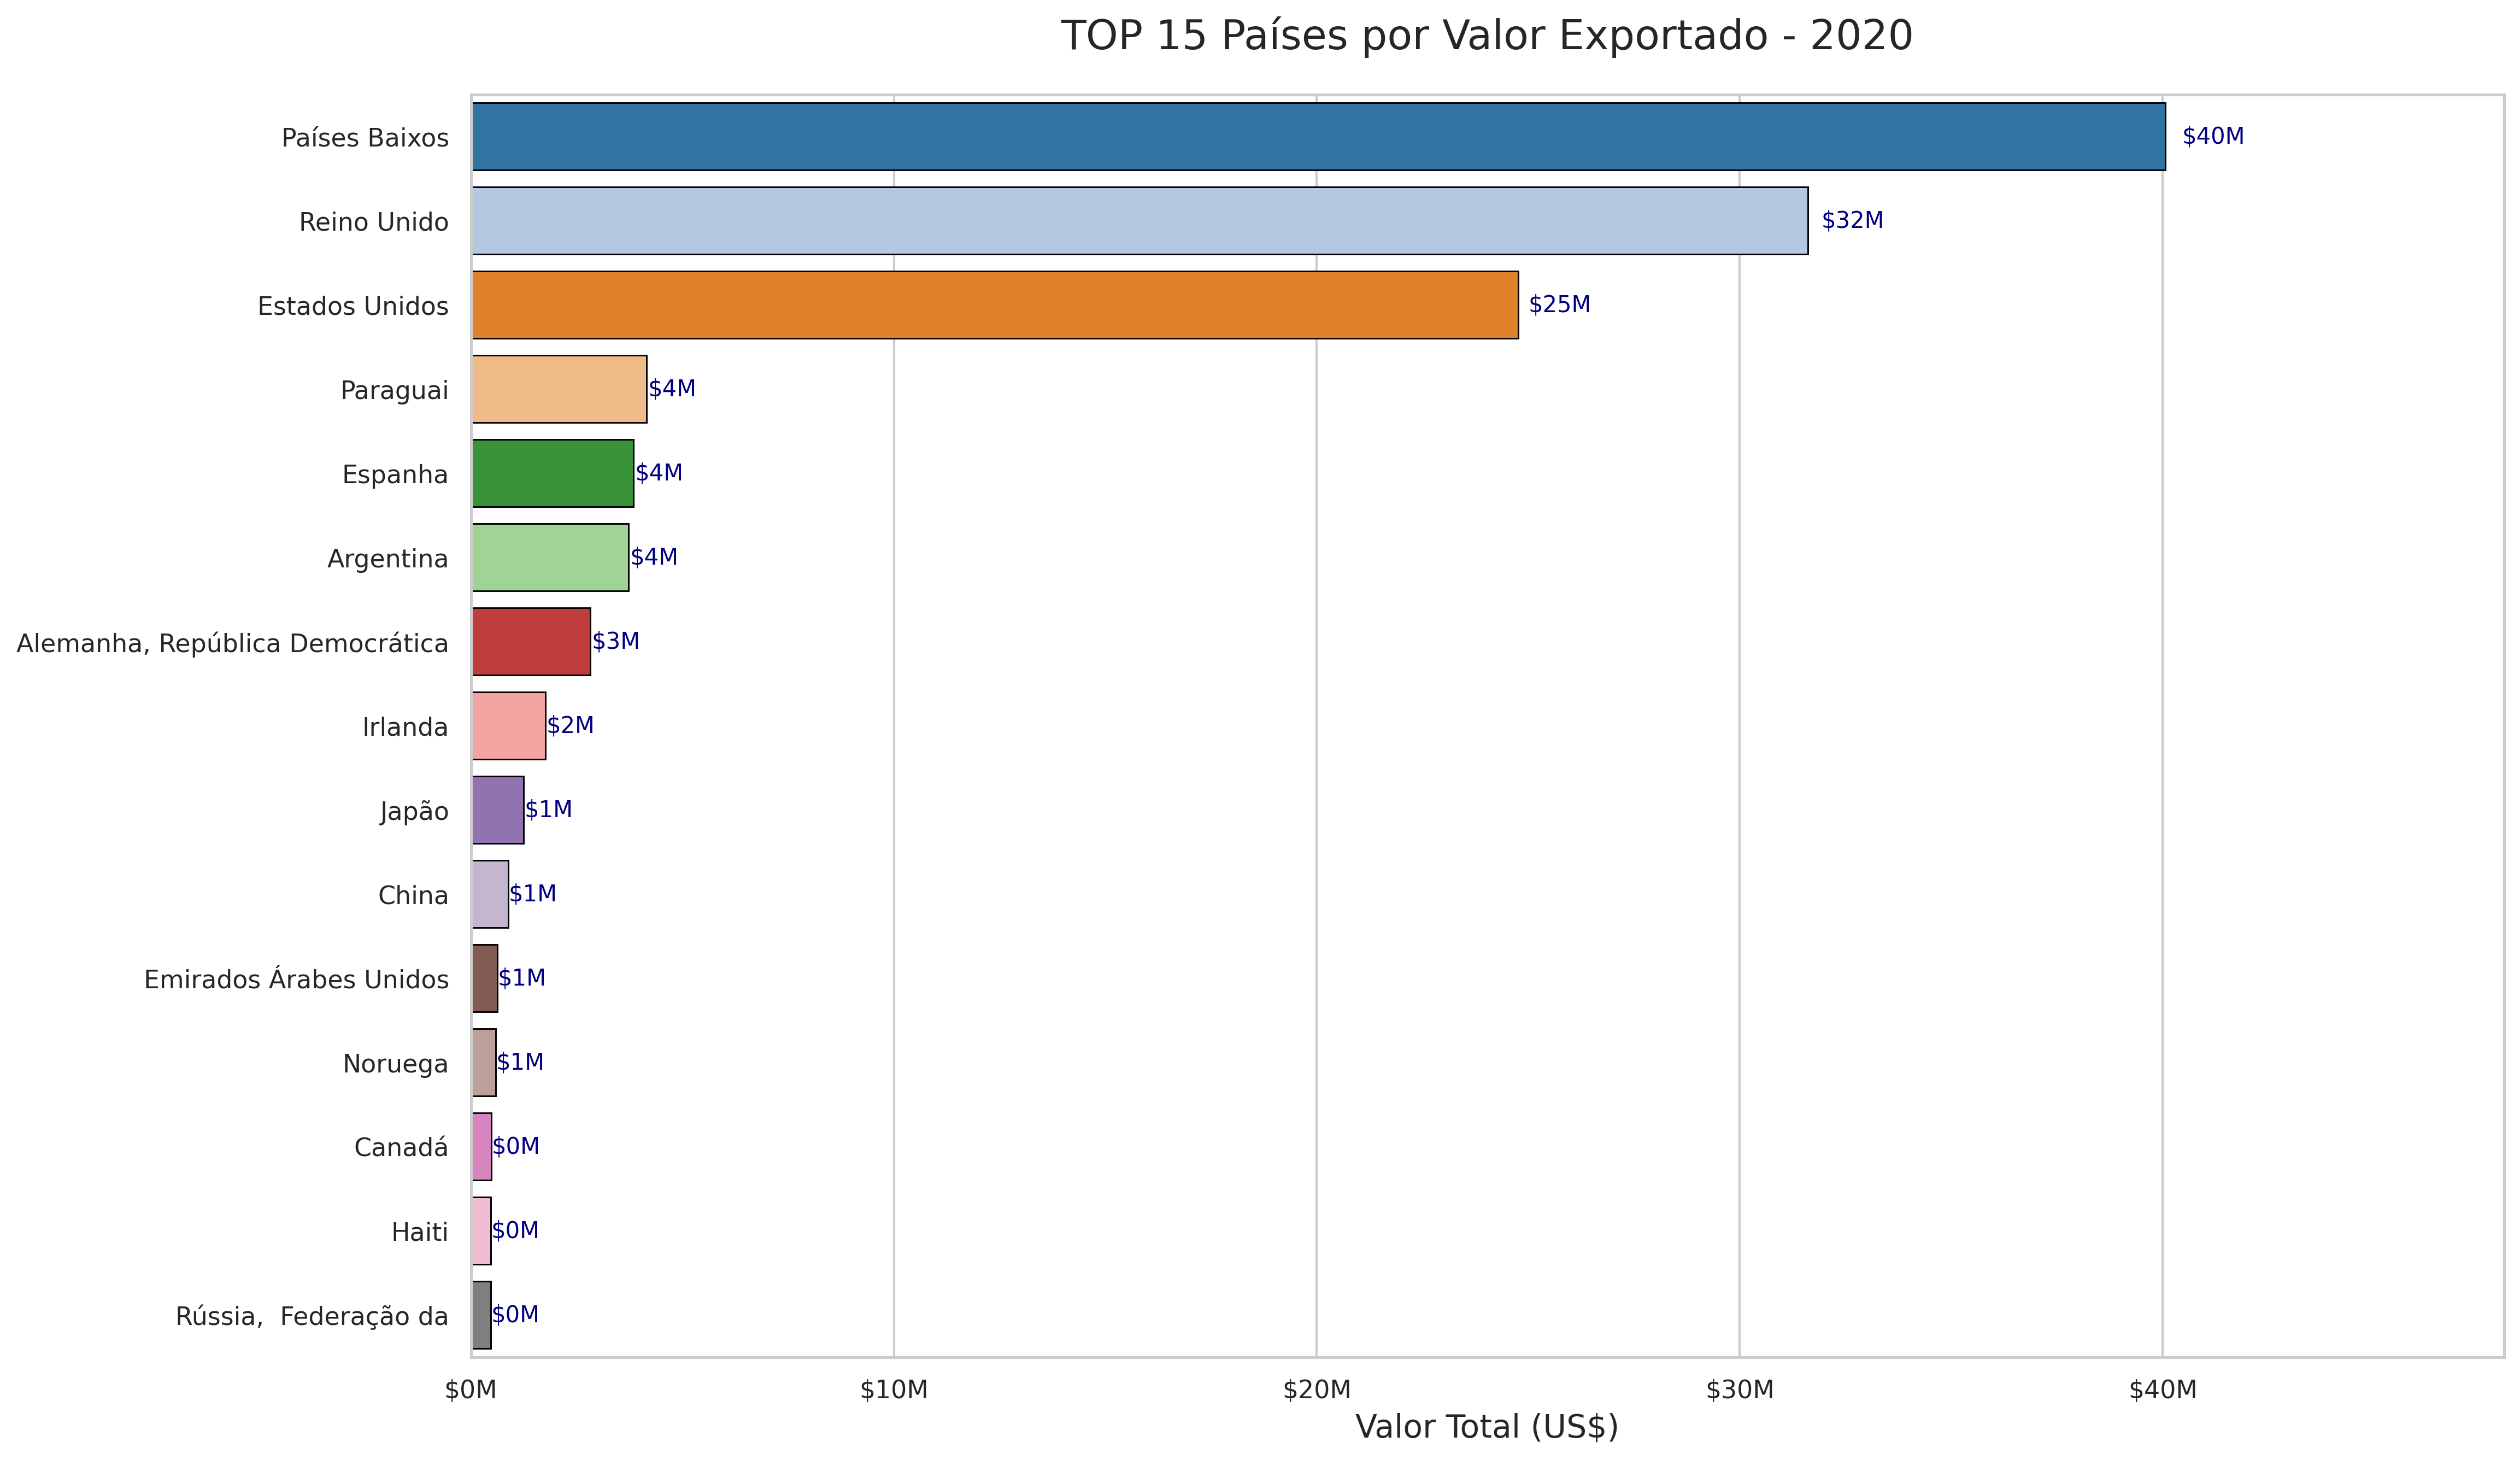 TOP 15 Países por Valor Exportado - 2020
Países Baixos $40M
Reino Unido $32M
Estados Unidos $25M
Paraguai $4M
Espanha $4M
Argentina $4M
Alemanha, República Democrática $3M
Irlanda $2M
Japão $1M
China $1M
Emirados Árabes Unidos $1M
Noruega $1M
Canadá $0M
Haiti $0M
Rússia,  Federação da $0M
$0M $10M $20M $30M $40M
Valor Total (US$)